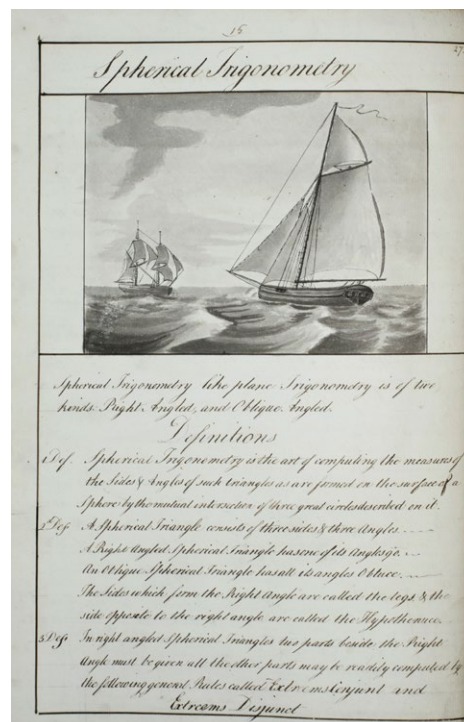 15
27
Spherical Trigonometry
Spherical Trigonometry like plane Trigonometry is of two
kinds. Right Angled, and Oblique Angled.
Definitions
1 Def. Spherical Trigonometry is the art of computing the measures of
the Sides & Angles of such triangles as are formed on the surface of a
Sphere by the mutual intersection of three great circles described on it.
2d Def A Spherical Triangle consists of three sides & three Angles.
A Right Angled Spherical Triangle has one of its Angles 90.
An Oblique Spherical Triangle has all its angles Oblique.
The Sides which form the Right Angle are called the legs & the
side opposite to the right angle are called the Hypothenuse.
3 Def. In right angled Spherical Triangles two parts beside the Right
Angle must be given all the other parts may be readily computed by
the following general Rules called Extrems Conjunct and
Extreems Disjunct